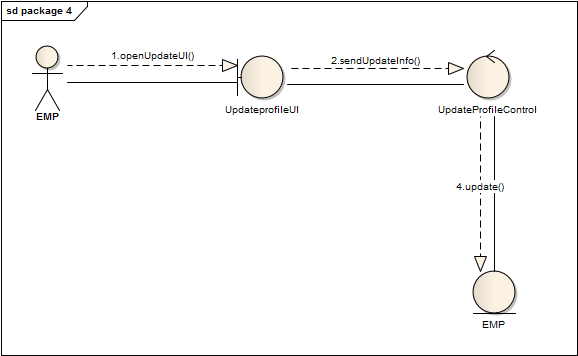 sd package 4
1.openUpdateUI()
2.sendUpdateInfo()
EMP
UpdateprofileUI
UpdateProfileControl
4.update()
EMP